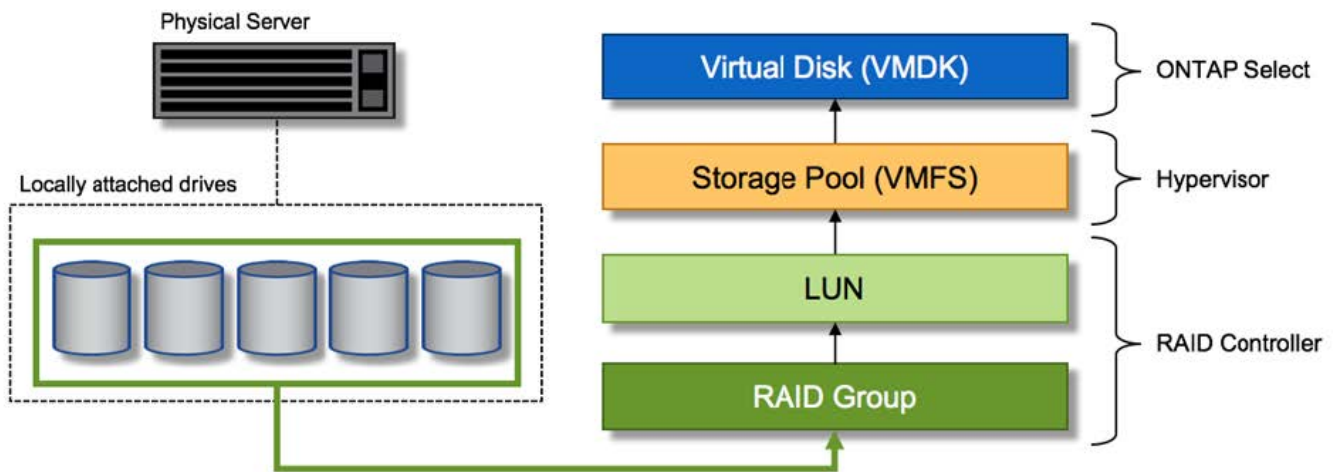 Physical Server
Locally attached drives
Virtual Disk (VMDK)
ONTAP Select
Storage Pool (VMFS)
Hypervisor
LUN
RAID Controller
RAID Group